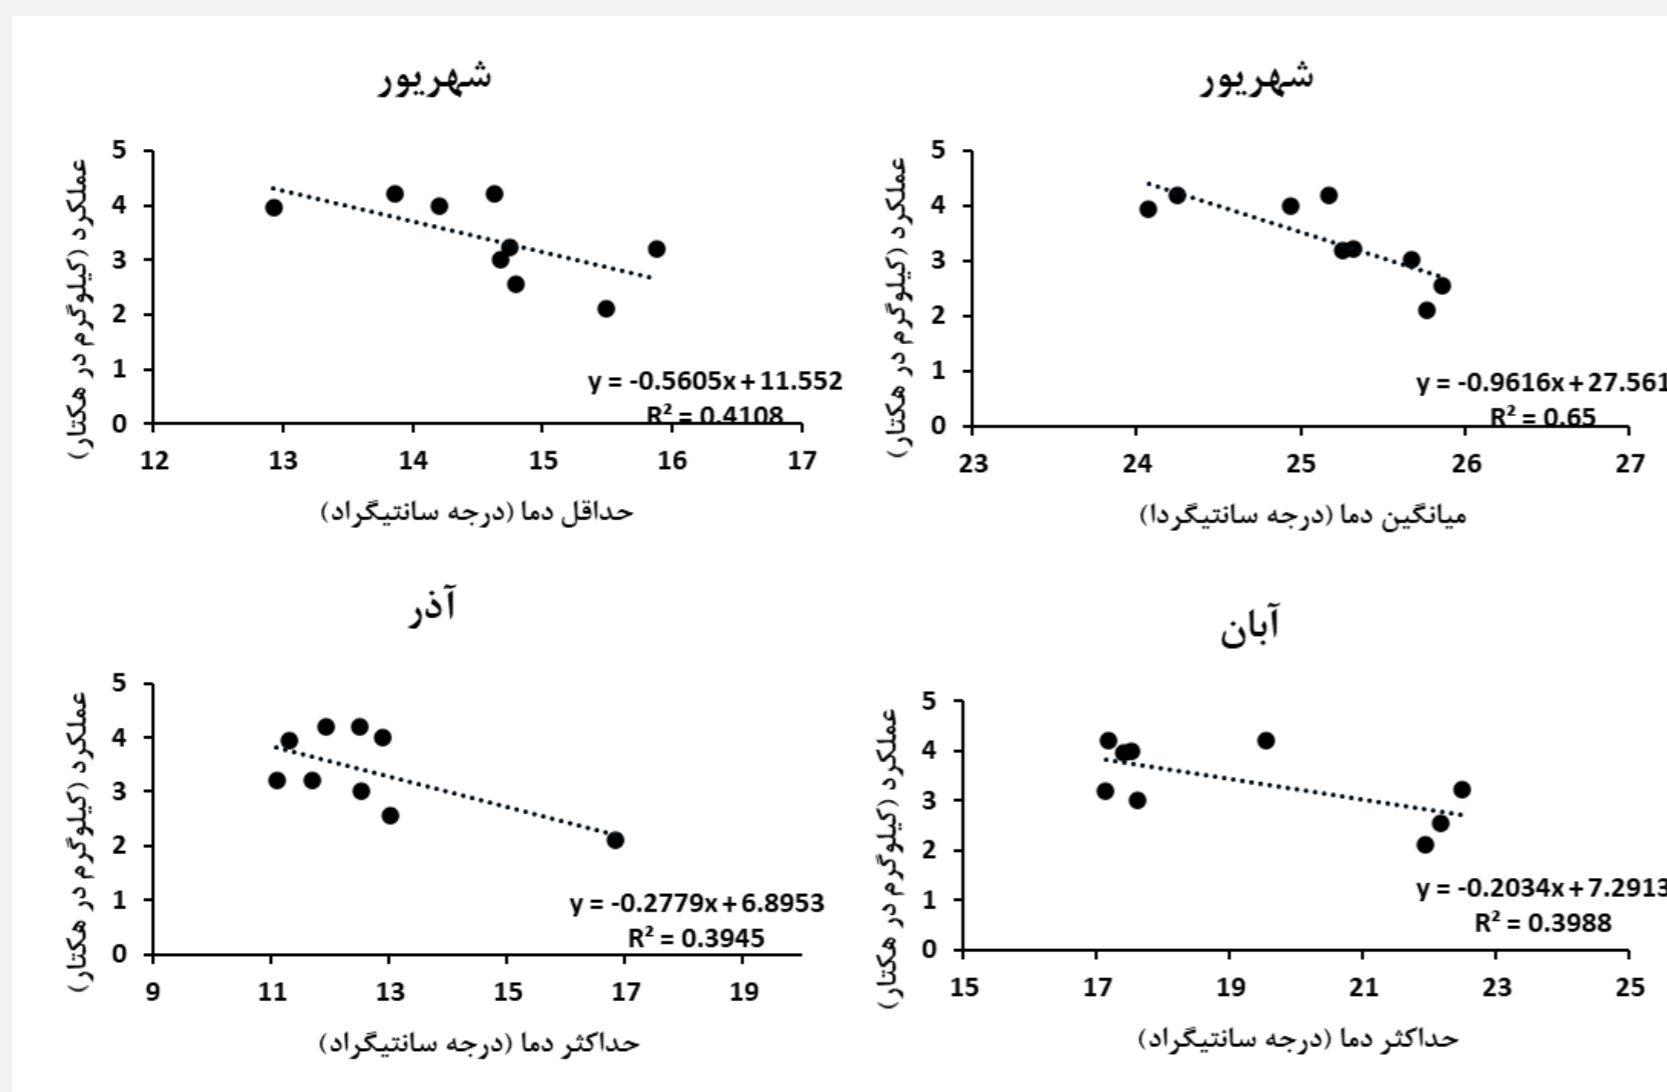 شهریور
عملکرد (کیلوگرم در هکتار)
5
4
3
2
1
0
y = -0.5605x + 11.552
R² = 0.4108
12 13 14 15 16 17
حداقل دما (درجه سانتیگراد)
شهریور
عملکرد (کیلوگرم در هکتار)
5
4
3
2
1
0
y = -0.9616x + 27.561
R² = 0.65
23 24 25 26 27
میانگین دما (درجه سانتیگردا)
آذر
عملکرد (کیلوگرم در هکتار)
5
4
3
2
1
0
y = -0.2779x + 6.8953
R² = 0.3945
9 11 13 15 17 19
حداکثر دما (درجه سانتیگراد)
آبان
عملکرد (کیلوگرم در هکتار)
5
4
3
2
1
0
y = -0.2034x + 7.2913
R² = 0.3988
15 17 19 21 23 25
حداکثر دما (درجه سانتیگراد)